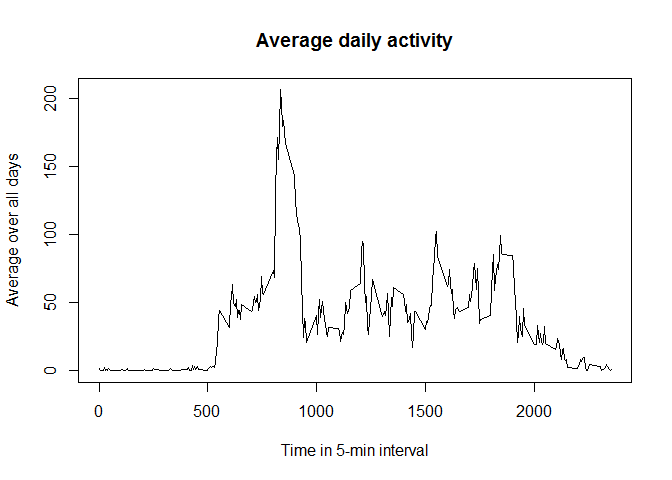 Average daily activity
Average over all days
200
150
100
50
0
0 500 1000 1500 2000
Time in 5-min interval